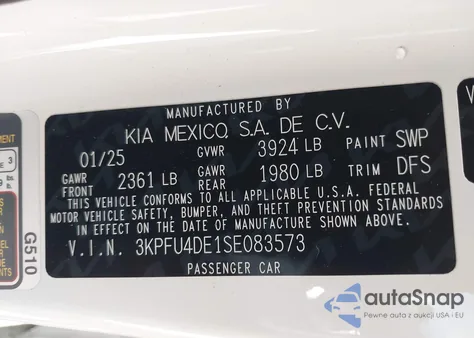 MANUFACTURED BY
KIA MEXICO, S.A. DE C.V.
01/25 GVWR 3924 LB PAINT SWP
GAWR FRONT 2361 LB GAWR REAR 1980 LB TRIM DFS
THIS VEHICLE CONFORMS TO ALL APPLICABLE U.S.A. FEDERAL
MOTOR VEHICLE SAFETY, BUMPER, AND THEFT PREVENTION STANDARDS
IN EFFECT ON THE DATE OF MANUFACTURE SHOWN ABOVE.
V.I.N. 3KPFU4DE1SE083573
PASSENGER CAR
G510
3
autoSnap
Pewne auta z aukcji USA i EU